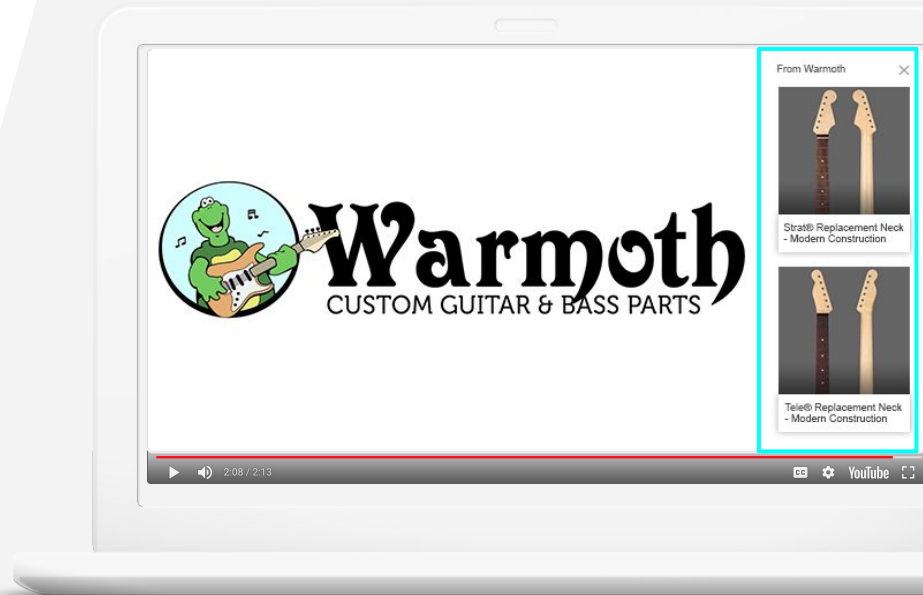 From Warmoth
Warmoth
CUSTOM GUITAR & BASS PARTS
Strat® Replacement Neck
- Modern Construction
Tele® Replacement Neck
- Modern Construction
2:08 / 2:13
CC
YouTube